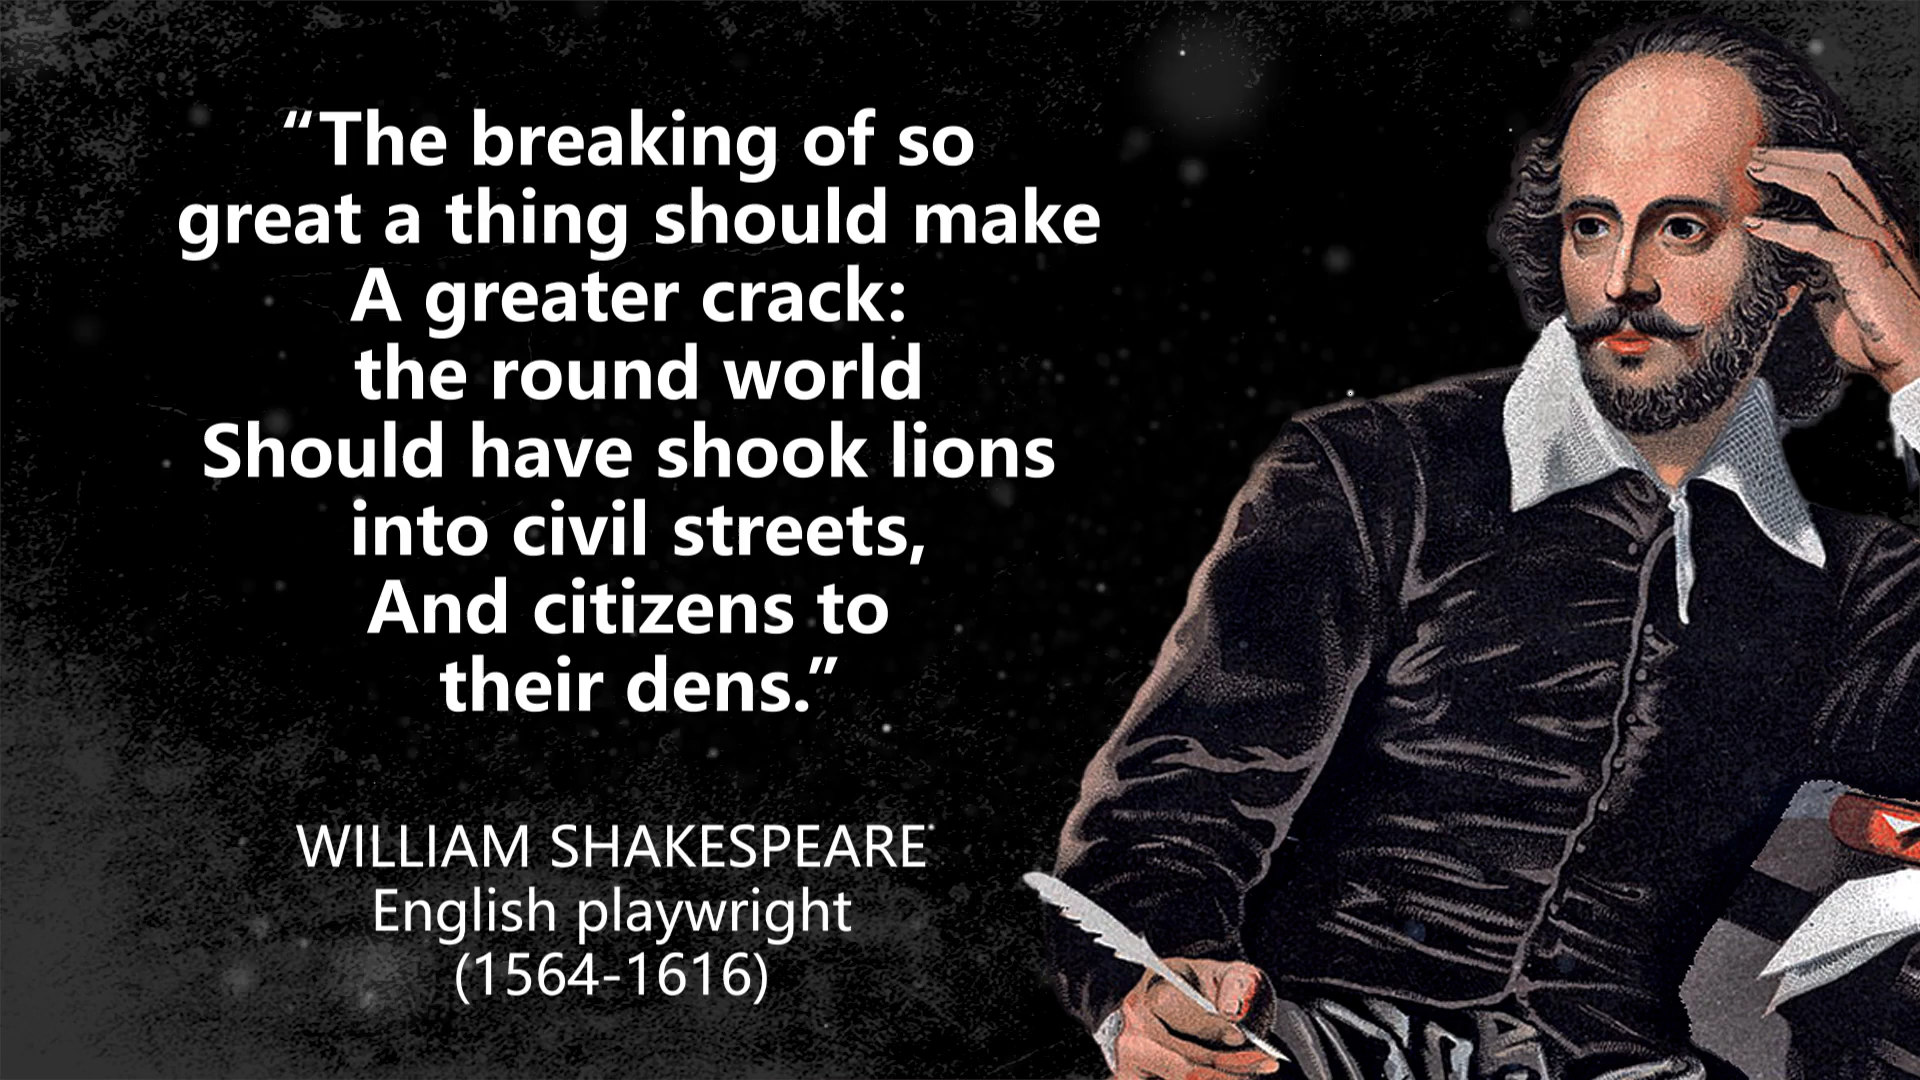 “The breaking of so
great a thing should make
A greater crack:
the round world
Should have shook lions
into civil streets,
And citizens to
their dens.”
WILLIAM SHAKESPEARE
English playwright
(1564-1616)